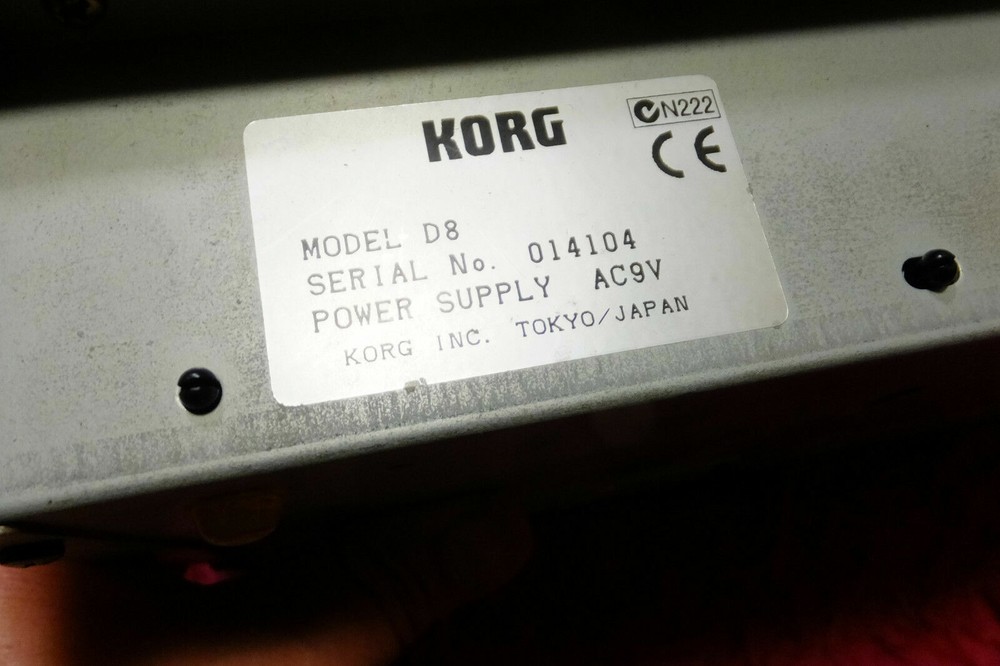 KORG
N222
CE
MODEL D8
SERIAL No. 014104
POWER SUPPLY AC9V
KORG INC. TOKYO/JAPAN